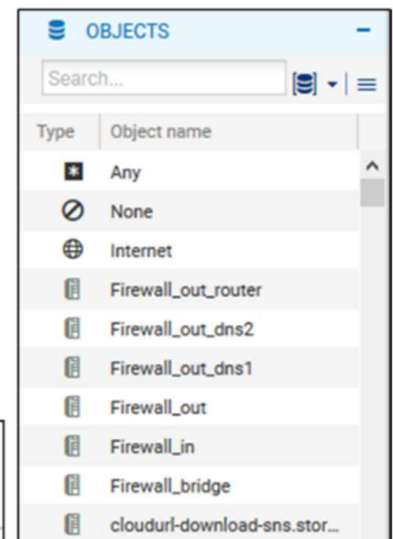 OBJECTS
Search...
Type Object name
Any
None
Internet
Firewall_out_router
Firewall_out_dns2
Firewall_out_dns1
Firewall_out
Firewall_in
Firewall_bridge
cloudurl-download-sns.stor...